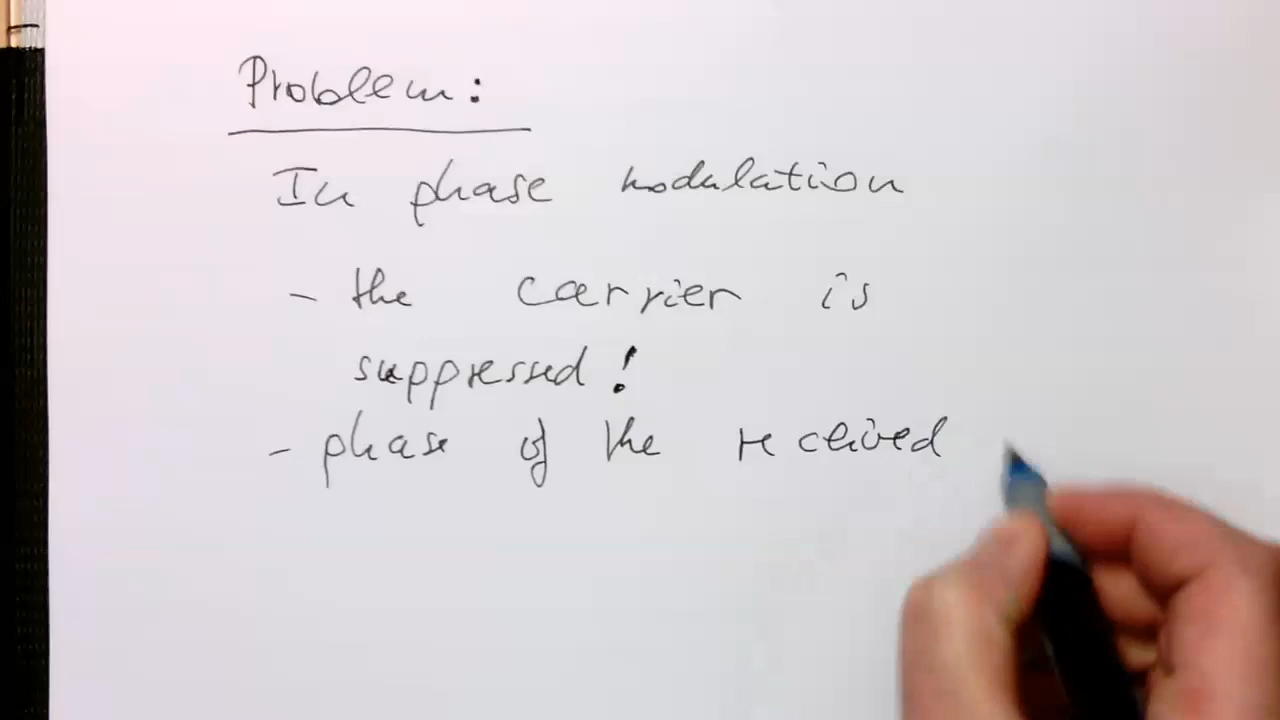 Problem:
In phase modulation
- the carrier is
suppressed!
- phase of the received